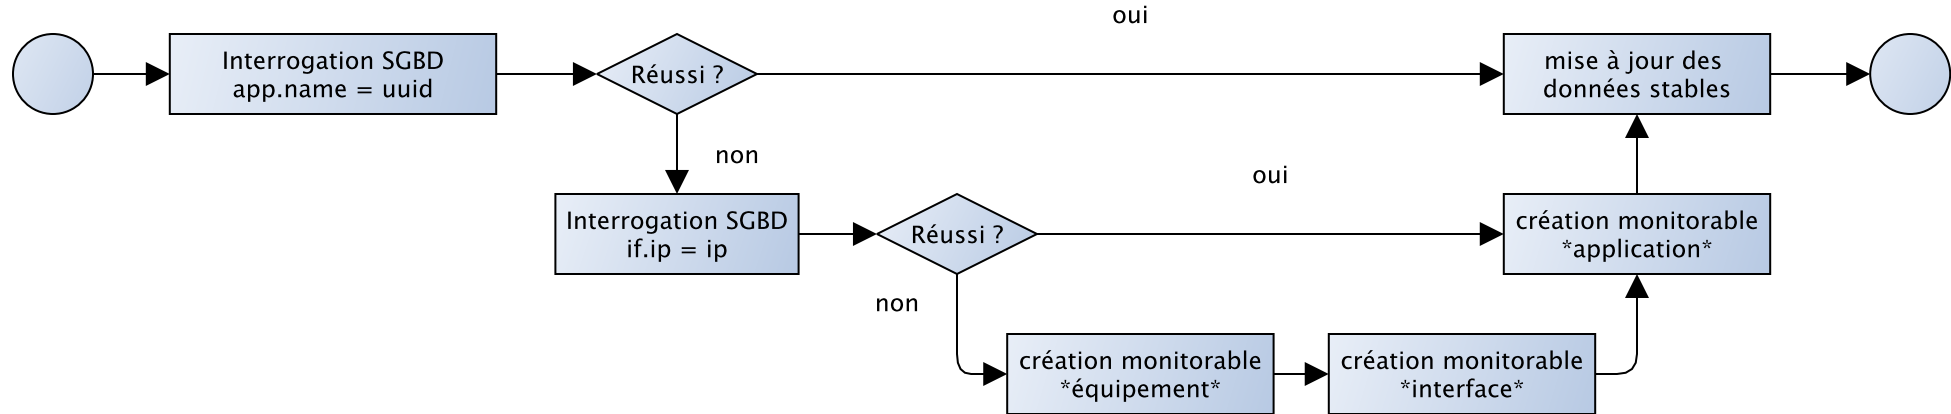 oui
Interrogation SGBD
app.name = uuid
Réussi ?
mise à jour des
données stables
non
oui
Interrogation SGBD
if.ip = ip
Réussi ?
création monitorable
*application*
non
création monitorable
*équipement*
création monitorable
*interface*